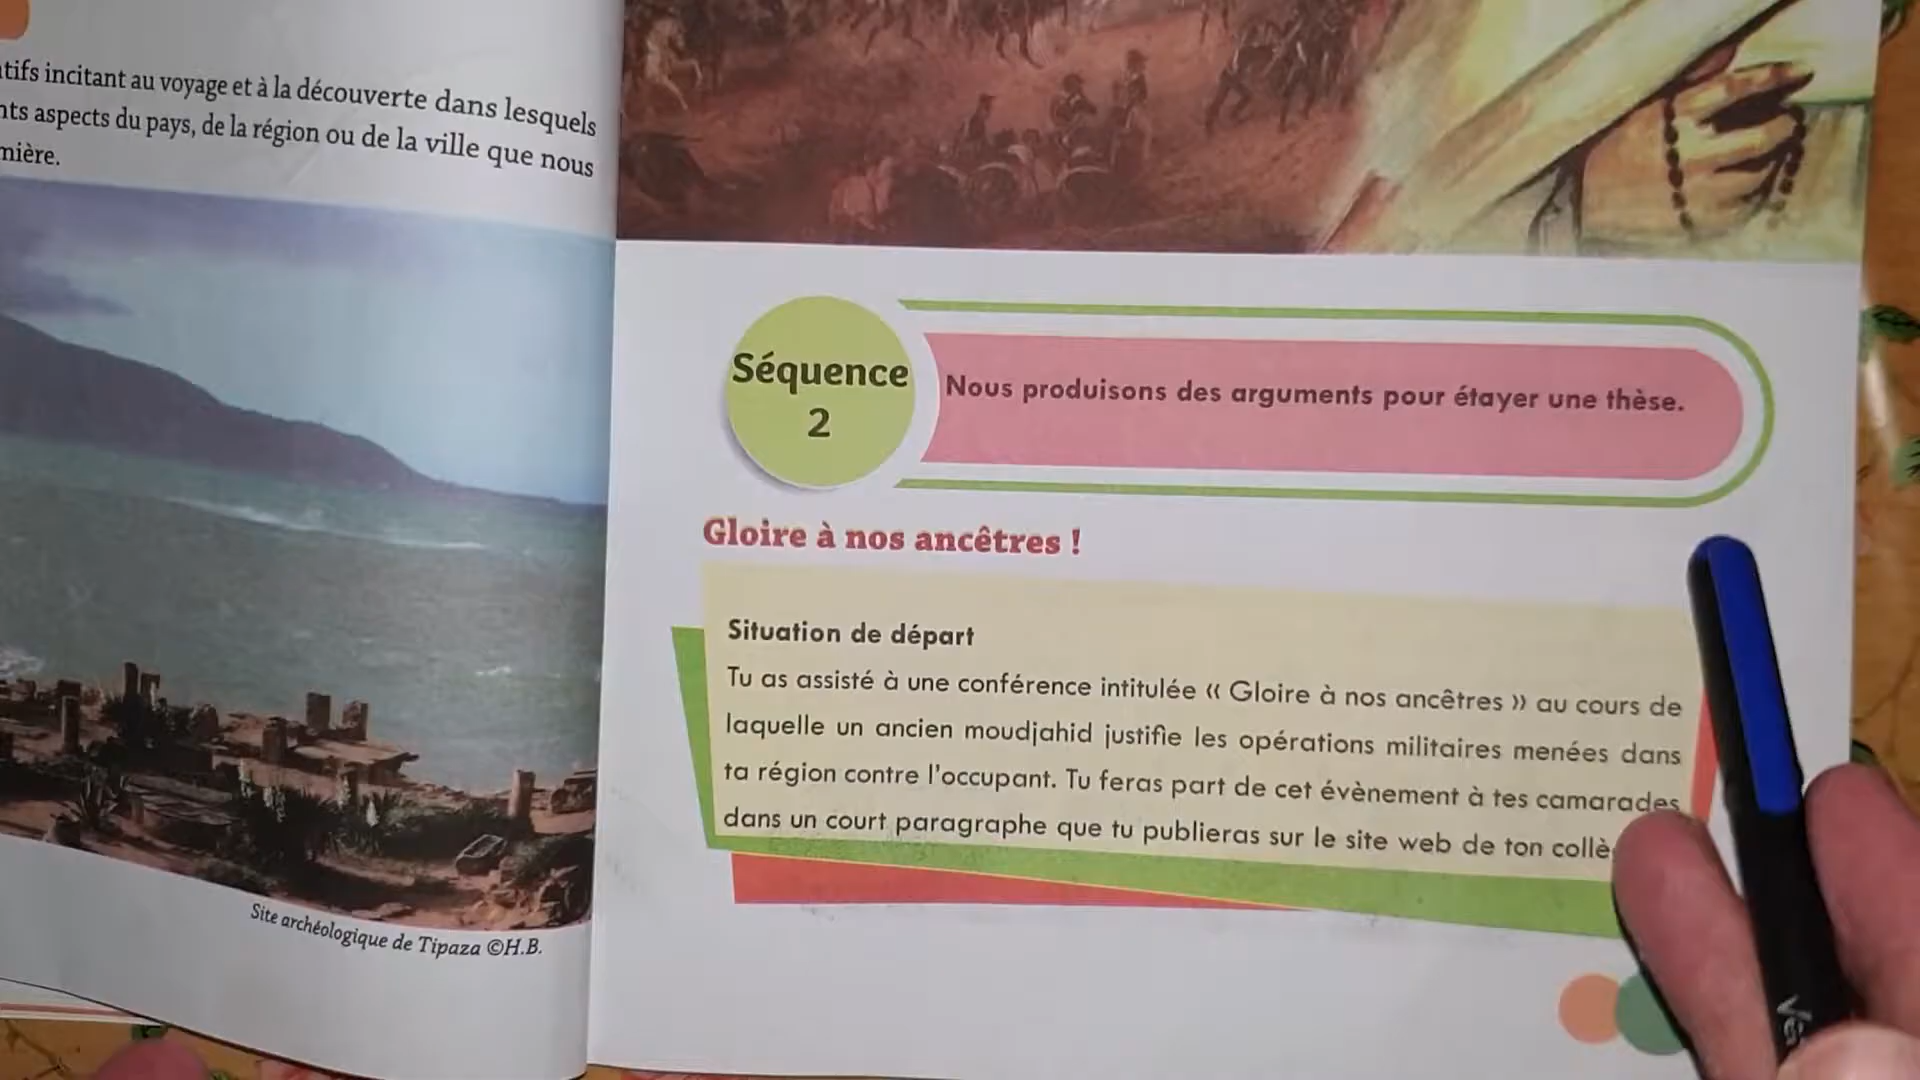 incitant au voyage et à la découverte dans lesquels
aspects du pays, de la région ou de la ville que nous
Site archéologique de Tipaza ©H.B.
Séquence
2
Nous produisons des arguments pour étayer une thèse.
Gloire à nos ancêtres !
Situation de départ
Tu as assisté à une conférence intitulée « Gloire à nos ancêtres » au cours de
laquelle un ancien moudjahid justifie les opérations militaires menées dans
ta région contre l'occupant. Tu feras part de cet évènement à tes camarades
dans un court paragraphe que tu publieras sur le site web de ton